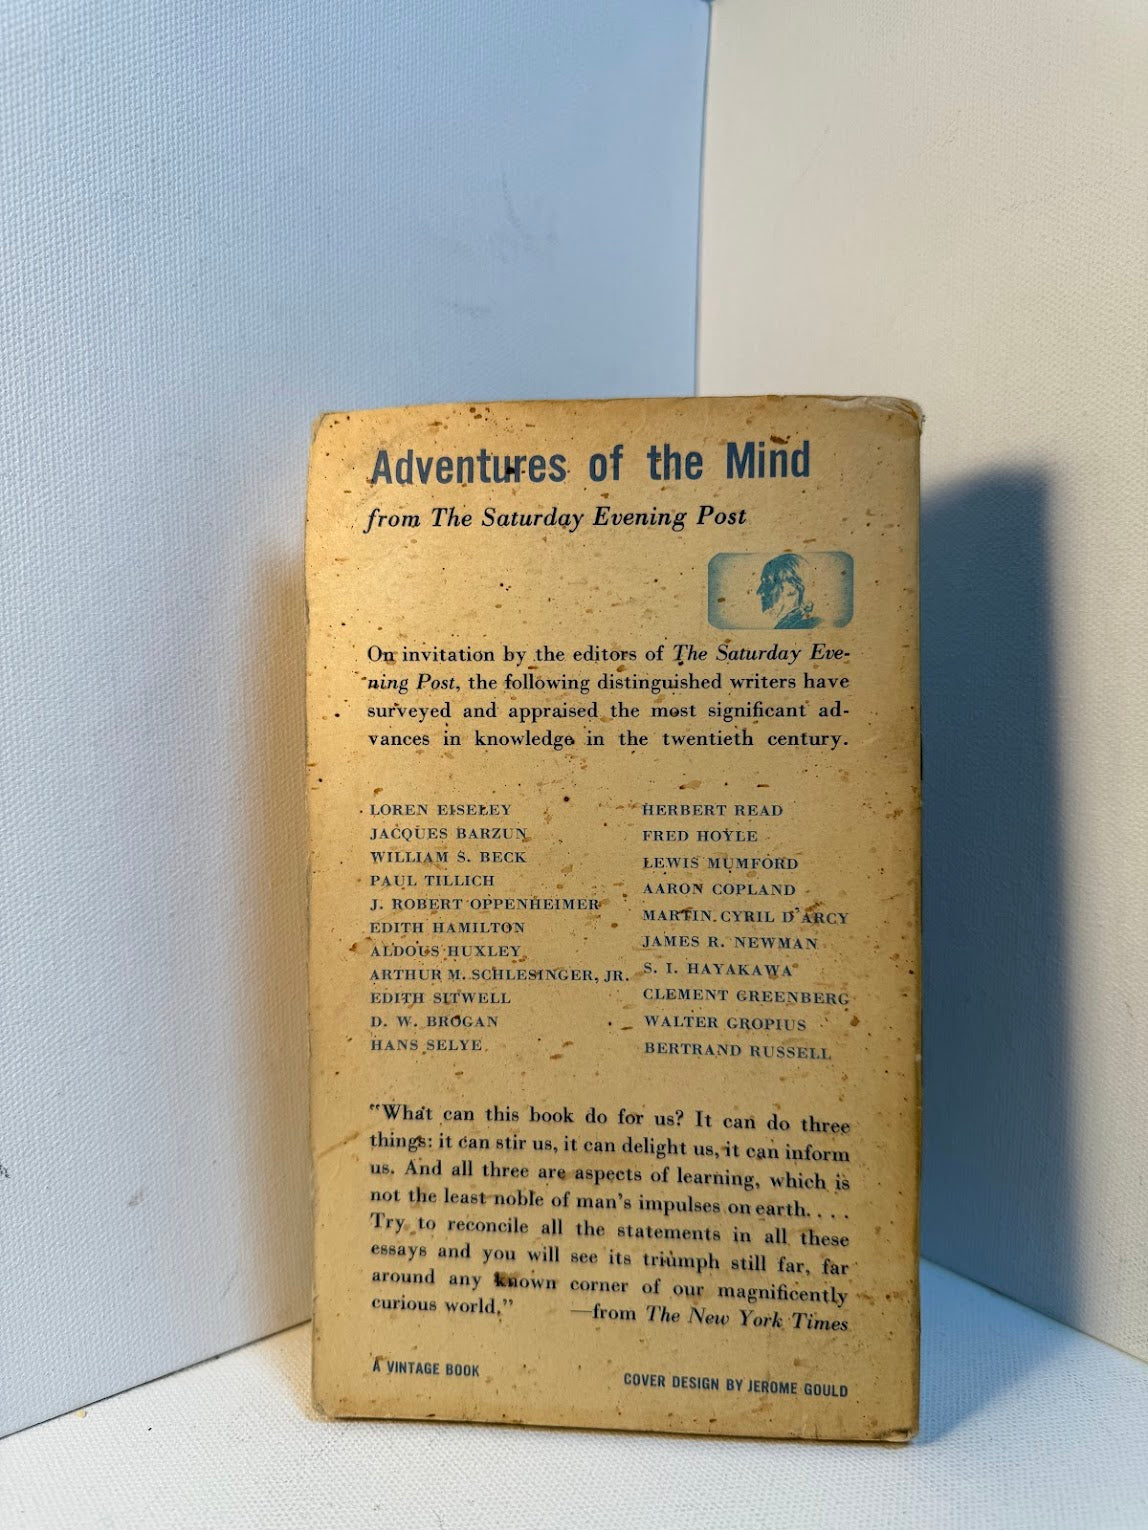 Adventures of the Mind
from The Saturday Evening Post
On invitation by the editors of The Saturday Eve-
ning Post, the following distinguished writers have
surveyed and appraised the most significant ad-
vances in knowledge in the twentieth century.
LOREN EISELEY
JACQUES BARZUN
WILLIAM S. BECK
PAUL TILLICH
J. ROBERT OPPENHEIMER
EDITH HAMILTON
ALDOUS HUXLEY
ARTHUR M. SCHLESINGER, JR.
EDITH SITWELL
D. W. BROGAN
HANS SELYE
HERBERT READ
FRED HOYLE
LEWIS MUMFORD
AARON COPLAND
MARTIN CYRIL D'ARCY
JAMES R. NEWMAN
S. I. HAYAKAWA
CLEMENT GREENBERG
WALTER GROPIUS
BERTRAND RUSSELL
"What can this book do for us? It can do three
things: it can stir us, it can delight us, it can inform
us. And all three are aspects of learning, which is
not the least noble of man's impulses on earth. . . .
Try to reconcile all the statements in all these
essays and you will see its triumph still far, far
around any known corner of our magnificently
curious world." —from The New York Times
A VINTAGE BOOK
COVER DESIGN BY JEROME GOULD